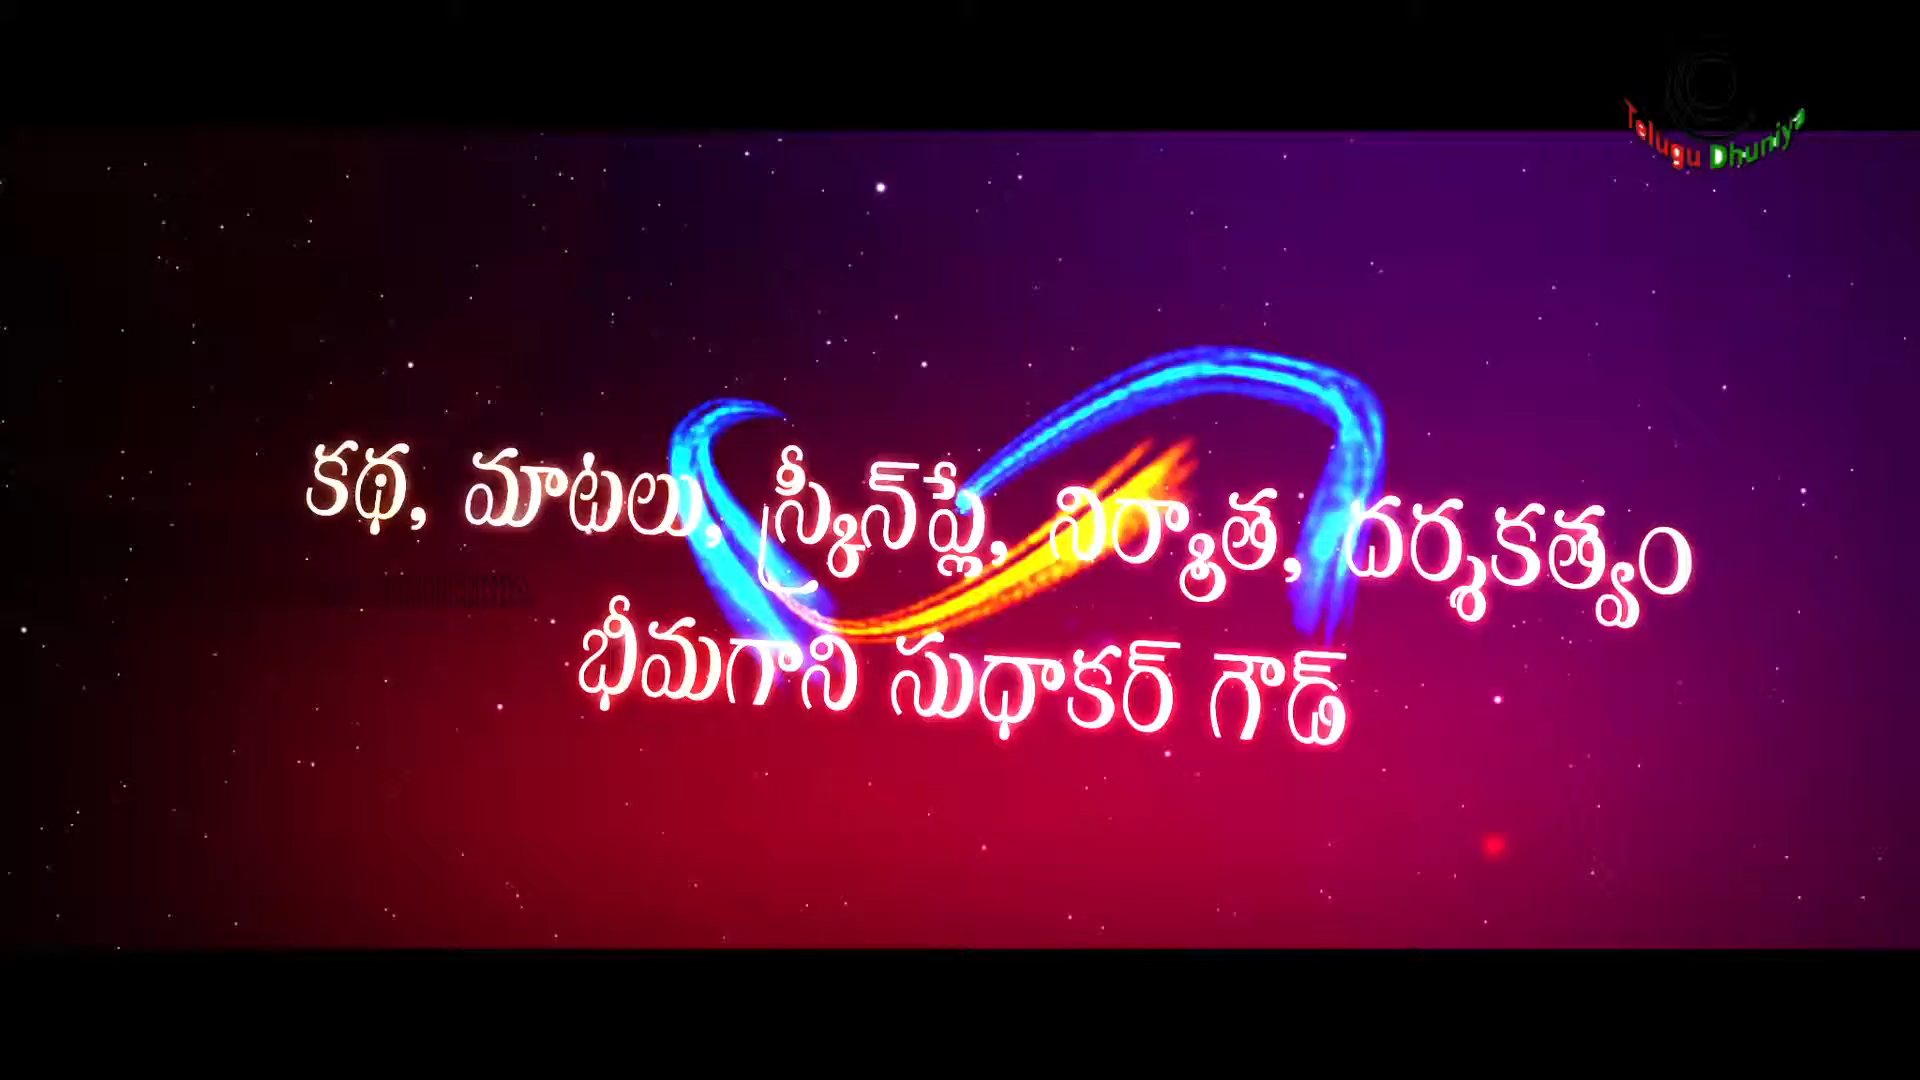 Telugu Dhuniya
కథ, మాటలు, స్క్రీన్‌ప్లే, నిర్మాత, దర్శకత్వం
భీమగాని సుధాకర్ గౌడ్